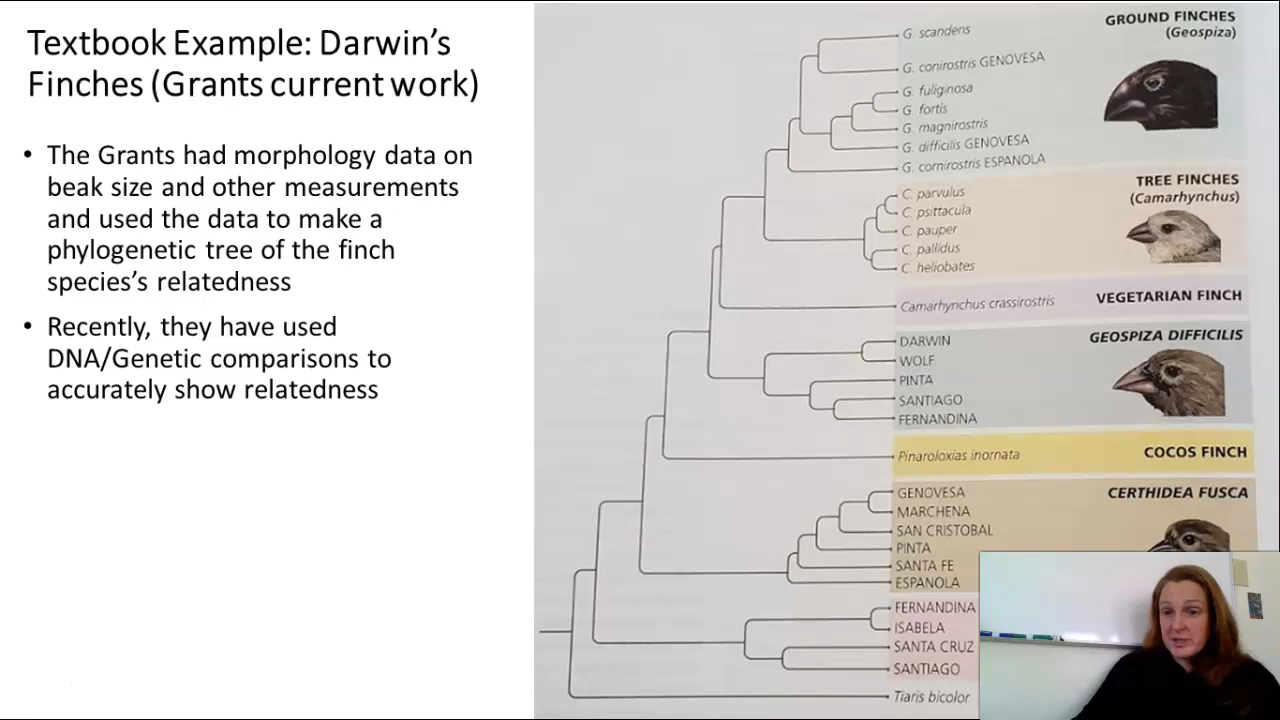 Textbook Example: Darwin’s
Finches (Grants current work)
• The Grants had morphology data on
beak size and other measurements
and used the data to make a
phylogenetic tree of the finch
species’s relatedness
• Recently, they have used
DNA/Genetic comparisons to
accurately show relatedness
GROUND FINCHES
(Geospiza)
G. scandens
G. conirostris GENOVESA
G. fuliginosa
G. fortis
G. magnirostris
G. difficilis GENOVESA
G. cornirostris ESPANOLA
TREE FINCHES
(Camarhynchus)
C. parvulus
C. psittacula
C. pauper
C. pallidus
C. heliobates
Camarhynchus crassirostris
VEGETARIAN FINCH
GEOSPIZA DIFFICILIS
DARWIN
WOLF
PINTA
SANTIAGO
FERNANDINA
Pinaroloxias inornata
COCOS FINCH
CERTHIDEA FUSCA
GENOVESA
MARCHENA
SAN CRISTOBAL
PINTA
SANTA FE
ESPANOLA
FERNANDINA
ISABELA
SANTA CRUZ
SANTIAGO
Tiaris bicolor